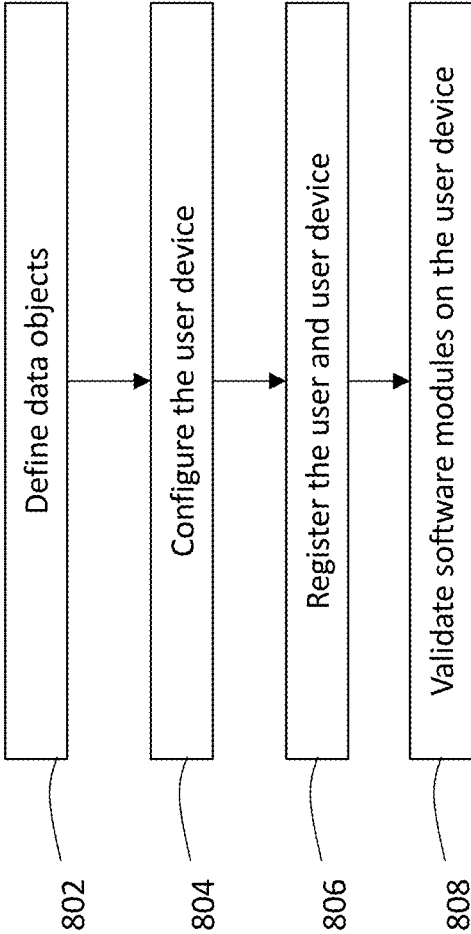 802
Define data objects
804
Configure the user device
806
Register the user and user device
808
Validate software modules on the user device